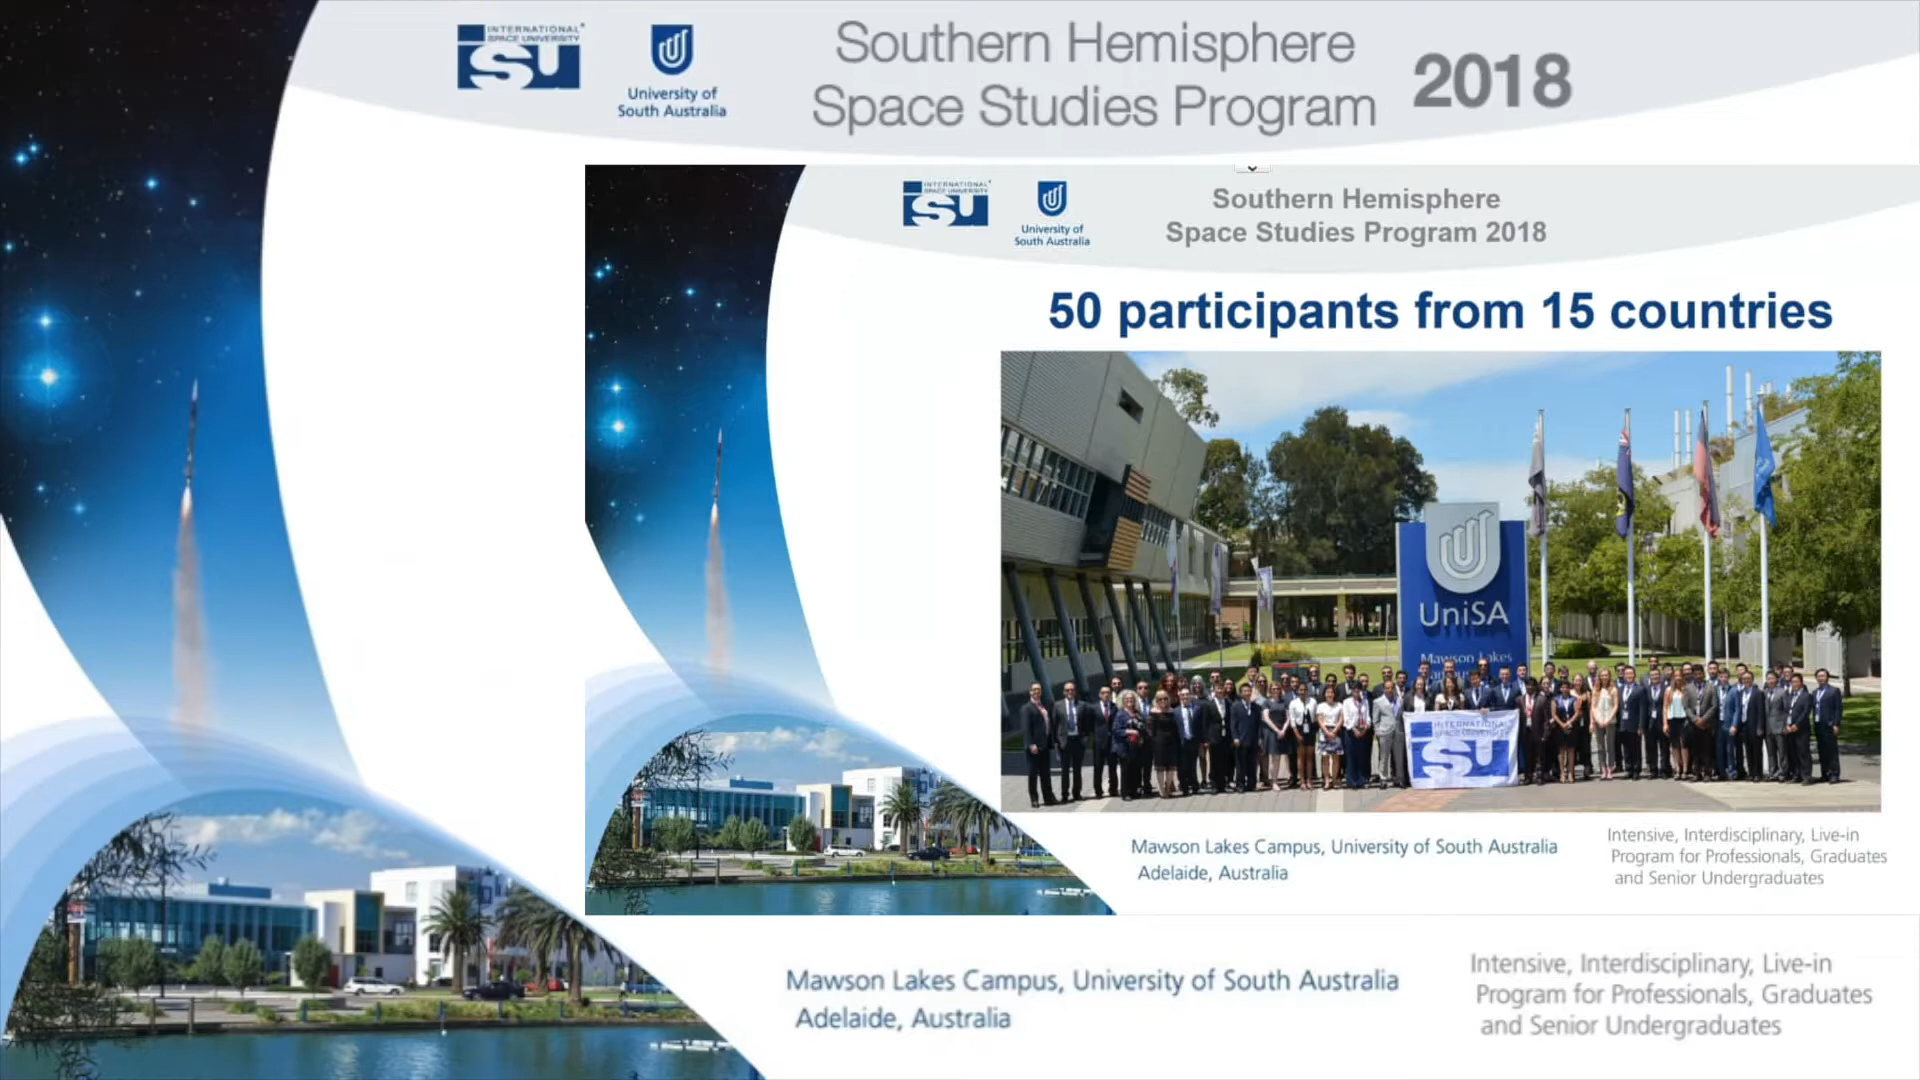 INTERNATIONAL
SPACE UNIVERSITY
ISU
University of
South Australia
Southern Hemisphere
Space Studies Program
2018
INTERNATIONAL
SPACE UNIVERSITY
ISU
University of
South Australia
Southern Hemisphere
Space Studies Program 2018
50 participants from 15 countries
UniSA
Mawson Lakes
INTERNATIONAL
SPACE UNIVERSITY
ISU
Mawson Lakes Campus, University of South Australia
Adelaide, Australia
Intensive, Interdisciplinary, Live-in
Program for Professionals, Graduates
and Senior Undergraduates
Mawson Lakes Campus, University of South Australia
Adelaide, Australia
Intensive, Interdisciplinary, Live-in
Program for Professionals, Graduates
and Senior Undergraduates